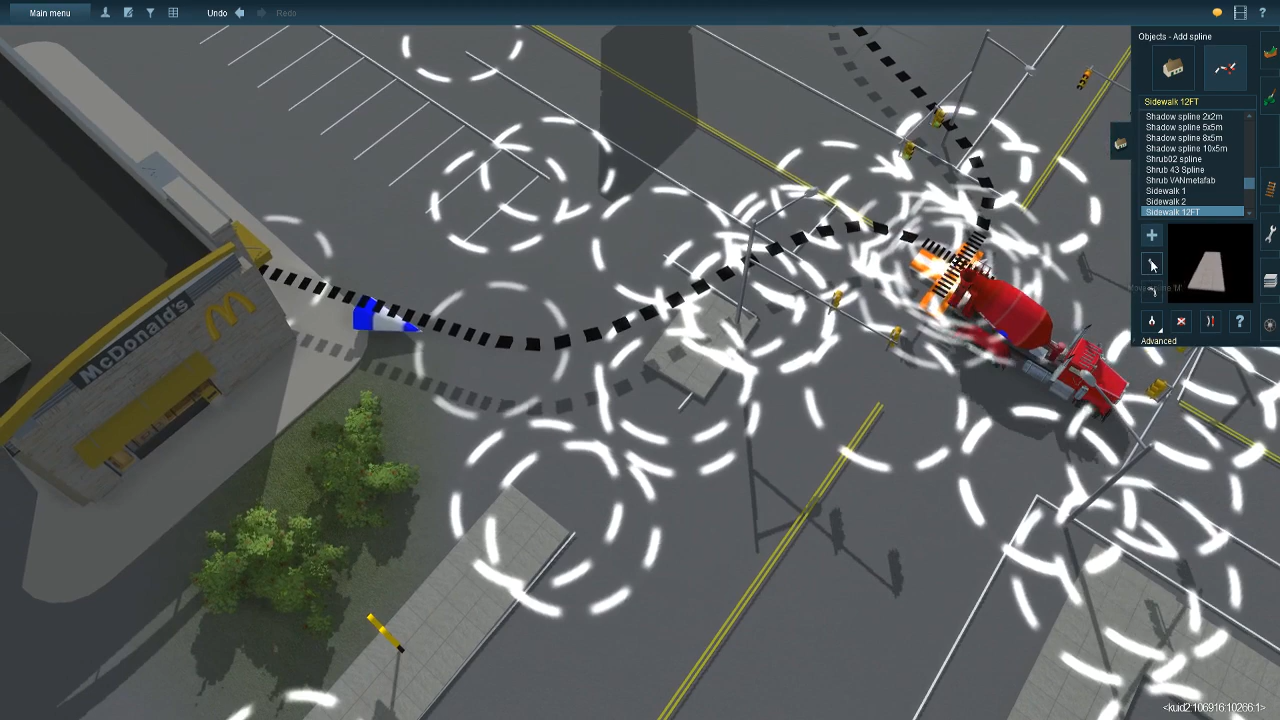 Main menu
Undo
Redo
?
Objects - Add spline
Sidewalk 12FT
Shadow spline 2x2m
Shadow spline 5x5m
Shadow spline 8x5m
Shadow spline 10x5m
Shrub02 spline
Shrub 43 Spline
Shrub VANmetafab
Sidewalk 1
Sidewalk 2
Sidewalk 12FT
?
Advanced
McDonald's
<kuid2:106916:10266:1>